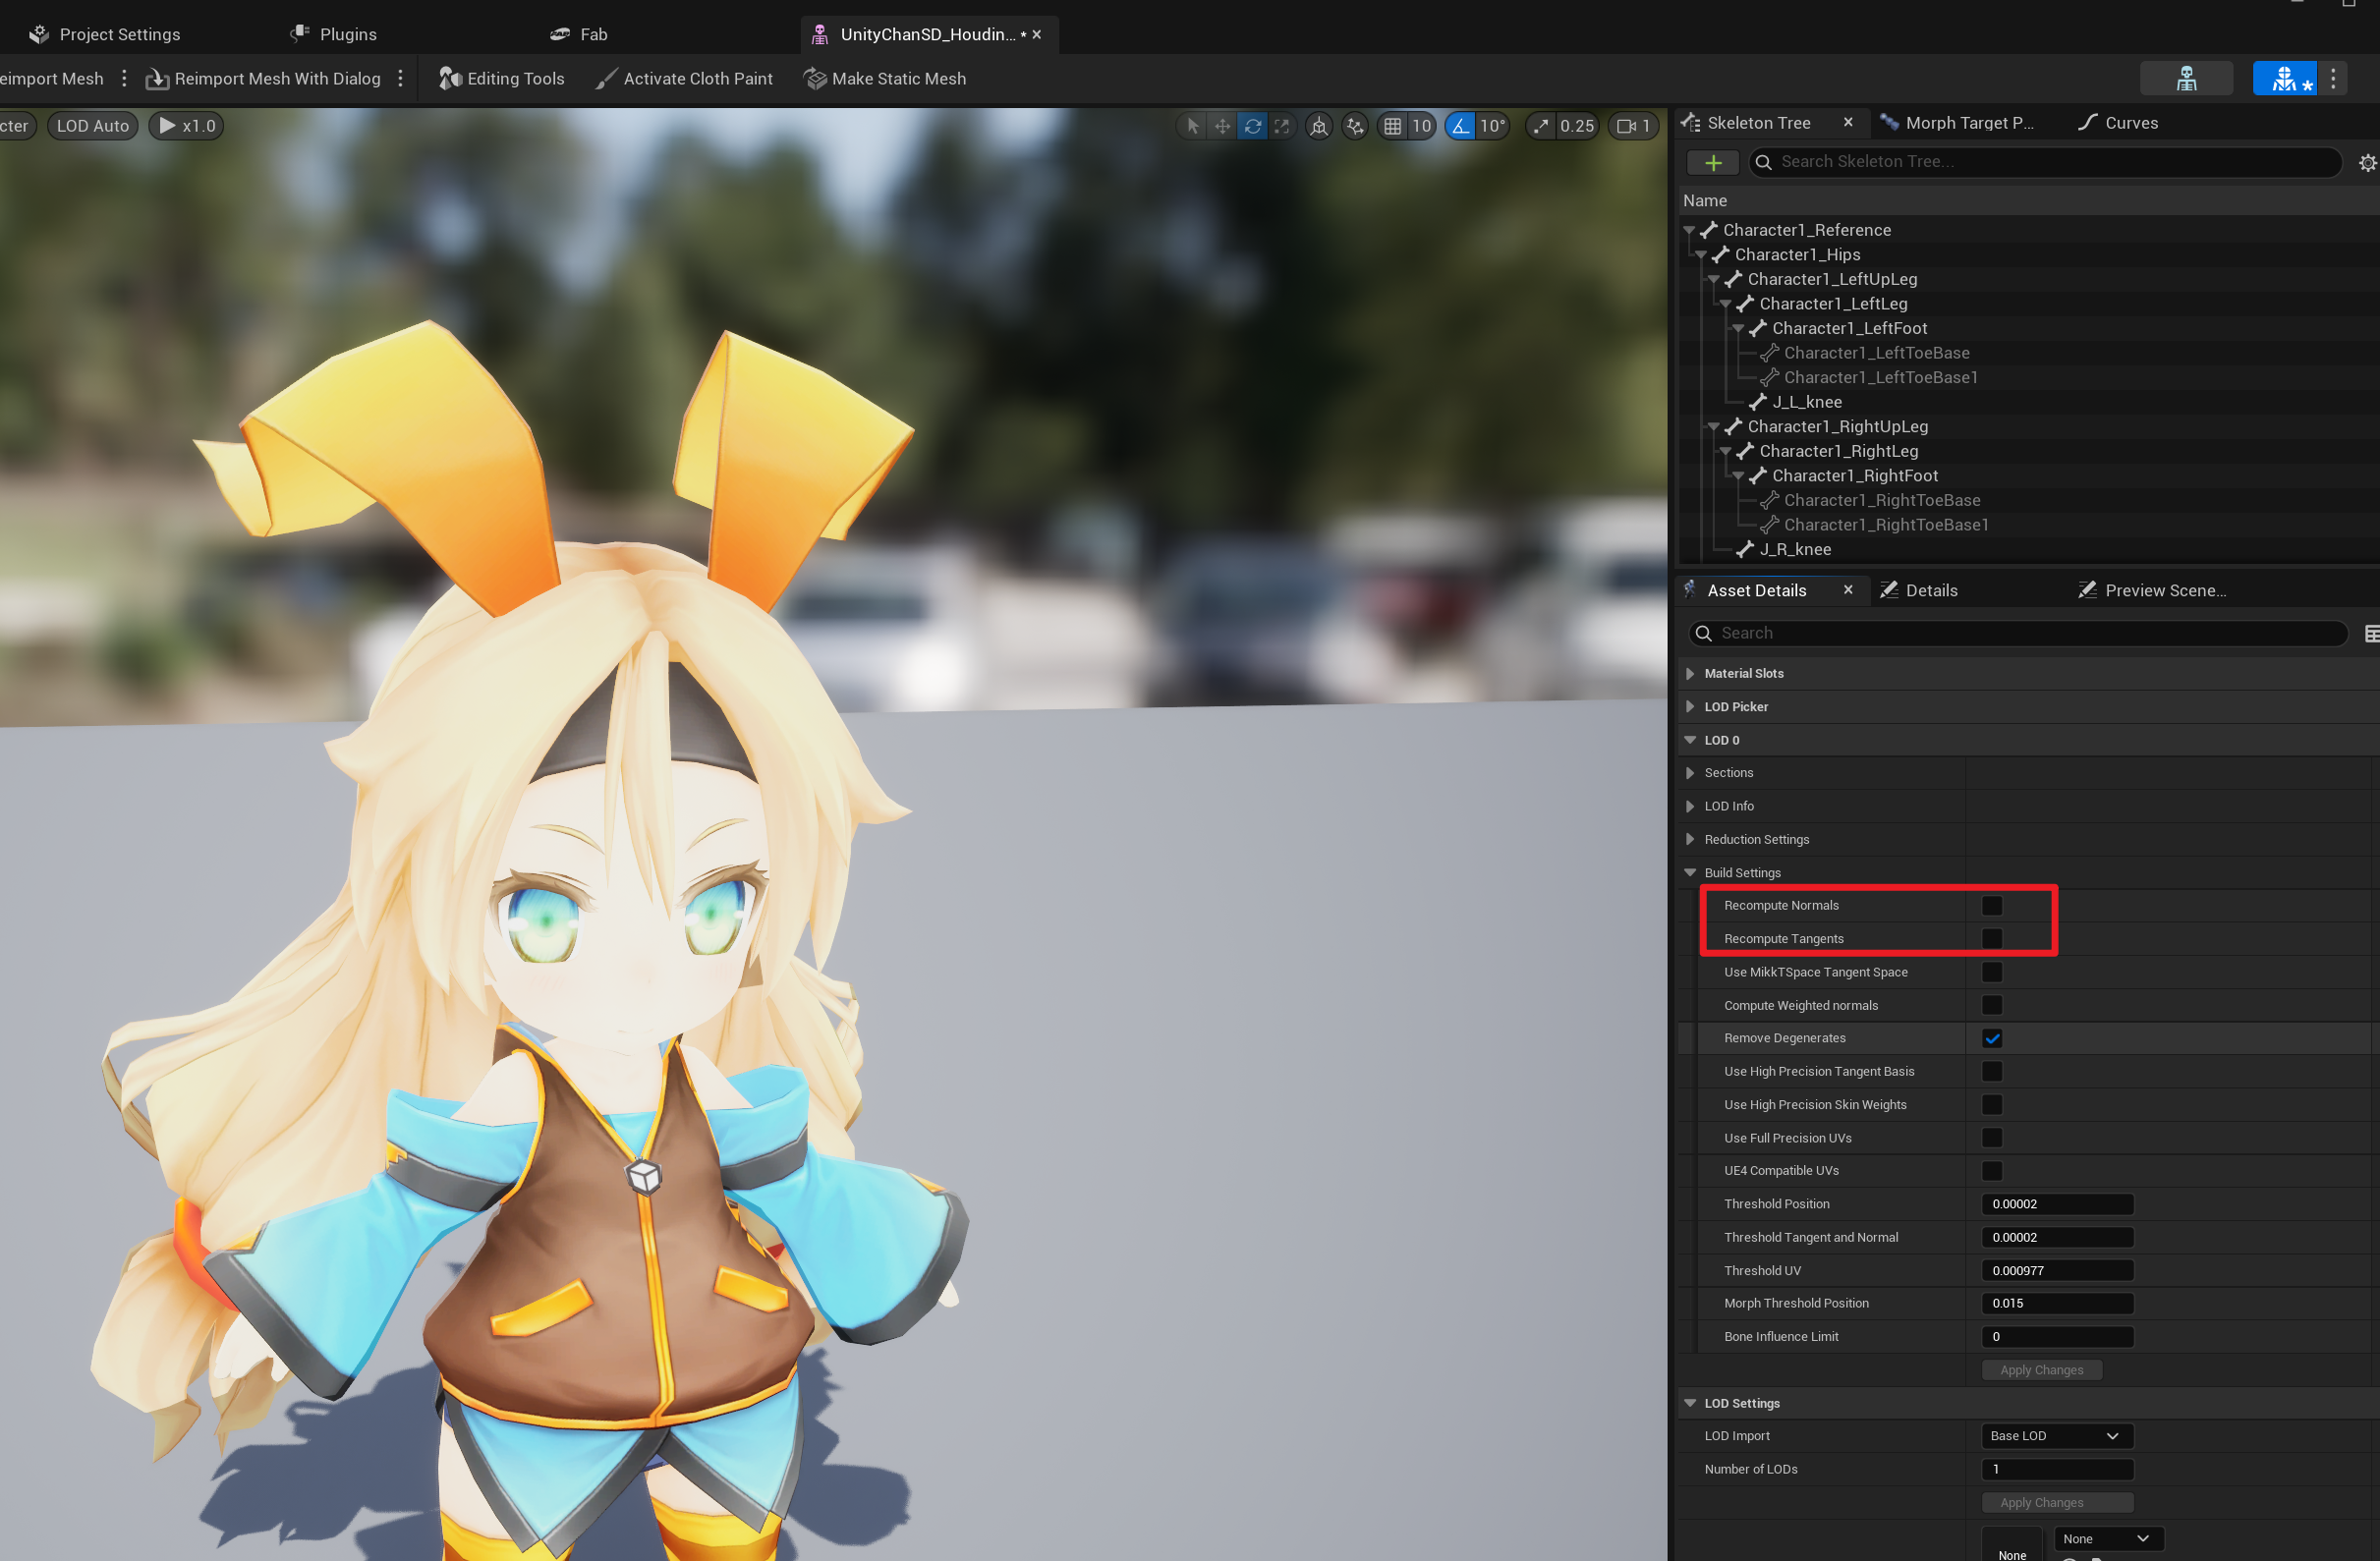 Project Settings
Plugins
Fab
UnityChanSD_Houdin... *
eimport Mesh
Reimport Mesh With Dialog
Editing Tools
Activate Cloth Paint
Make Static Mesh
cter
LOD Auto
x1.0
10
10°
0.25
1
Skeleton Tree
Morph Target P...
Curves
Search Skeleton Tree...
Name
Character1_Reference
Character1_Hips
Character1_LeftUpLeg
Character1_LeftLeg
Character1_LeftFoot
Character1_LeftToeBase
Character1_LeftToeBase1
J_L_knee
Character1_RightUpLeg
Character1_RightLeg
Character1_RightFoot
Character1_RightToeBase
Character1_RightToeBase1
J_R_knee
Asset Details
Details
Preview Scene...
Search
Material Slots
LOD Picker
LOD 0
Sections
LOD Info
Reduction Settings
Build Settings
Recompute Normals
Recompute Tangents
Use MikkTSpace Tangent Space
Compute Weighted normals
Remove Degenerates
Use High Precision Tangent Basis
Use High Precision Skin Weights
Use Full Precision UVs
UE4 Compatible UVs
Threshold Position 0.00002
Threshold Tangent and Normal 0.00002
Threshold UV 0.000977
Morph Threshold Position 0.015
Bone Influence Limit 0
Apply Changes
LOD Settings
LOD Import Base LOD
Number of LODs 1
Apply Changes
None
None